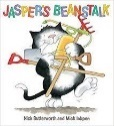 JASPER'S BEANSTALK
Nick Butterworth and Mick Inkpen